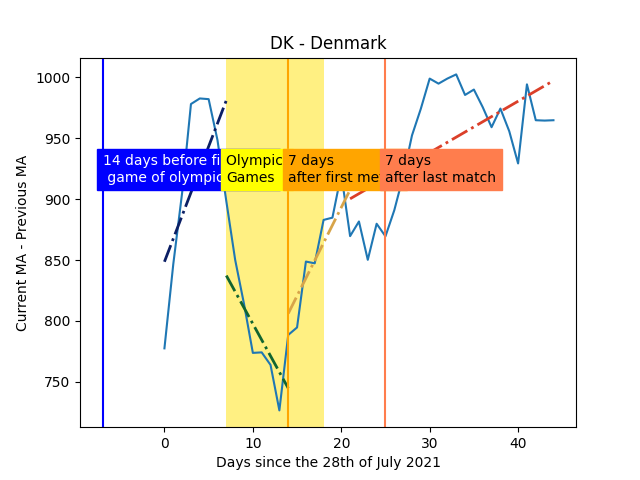 DK - Denmark
1000
950
900
850
800
750
Current MA - Previous MA
14 days before fi
game of olympic
Olympic
Games
7 days
after first me
7 days
after last match
0
10
20
30
40
Days since the 28th of July 2021